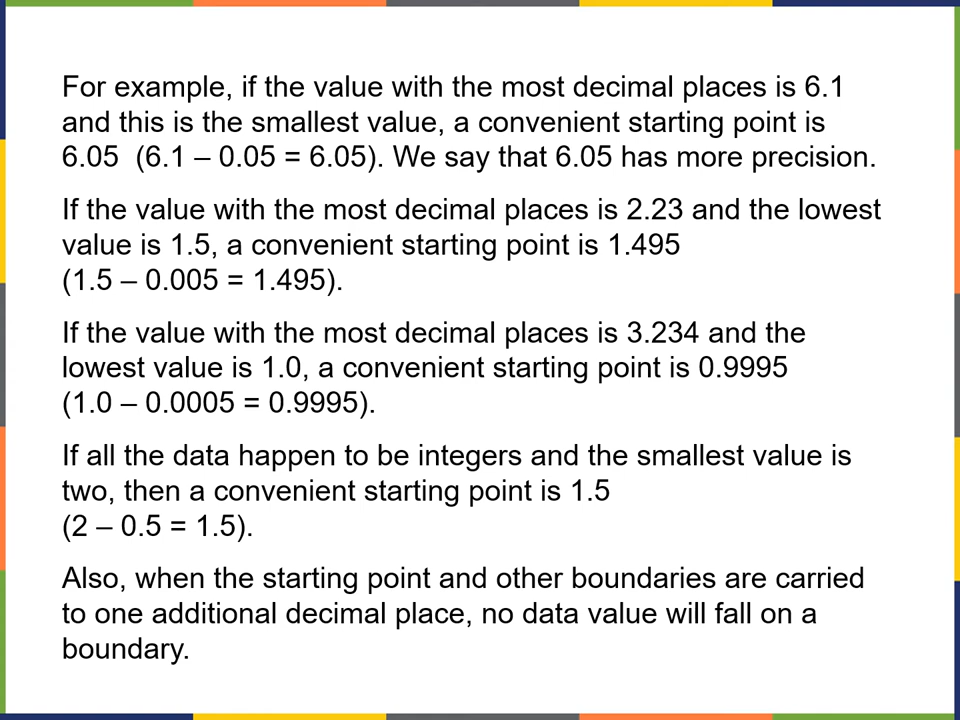 For example, if the value with the most decimal places is 6.1
and this is the smallest value, a convenient starting point is
6.05  (6.1 – 0.05 = 6.05). We say that 6.05 has more precision.
If the value with the most decimal places is 2.23 and the lowest
value is 1.5, a convenient starting point is 1.495
(1.5 – 0.005 = 1.495).
If the value with the most decimal places is 3.234 and the
lowest value is 1.0, a convenient starting point is 0.9995
(1.0 – 0.0005 = 0.9995).
If all the data happen to be integers and the smallest value is
two, then a convenient starting point is 1.5
(2 – 0.5 = 1.5).
Also, when the starting point and other boundaries are carried
to one additional decimal place, no data value will fall on a
boundary.